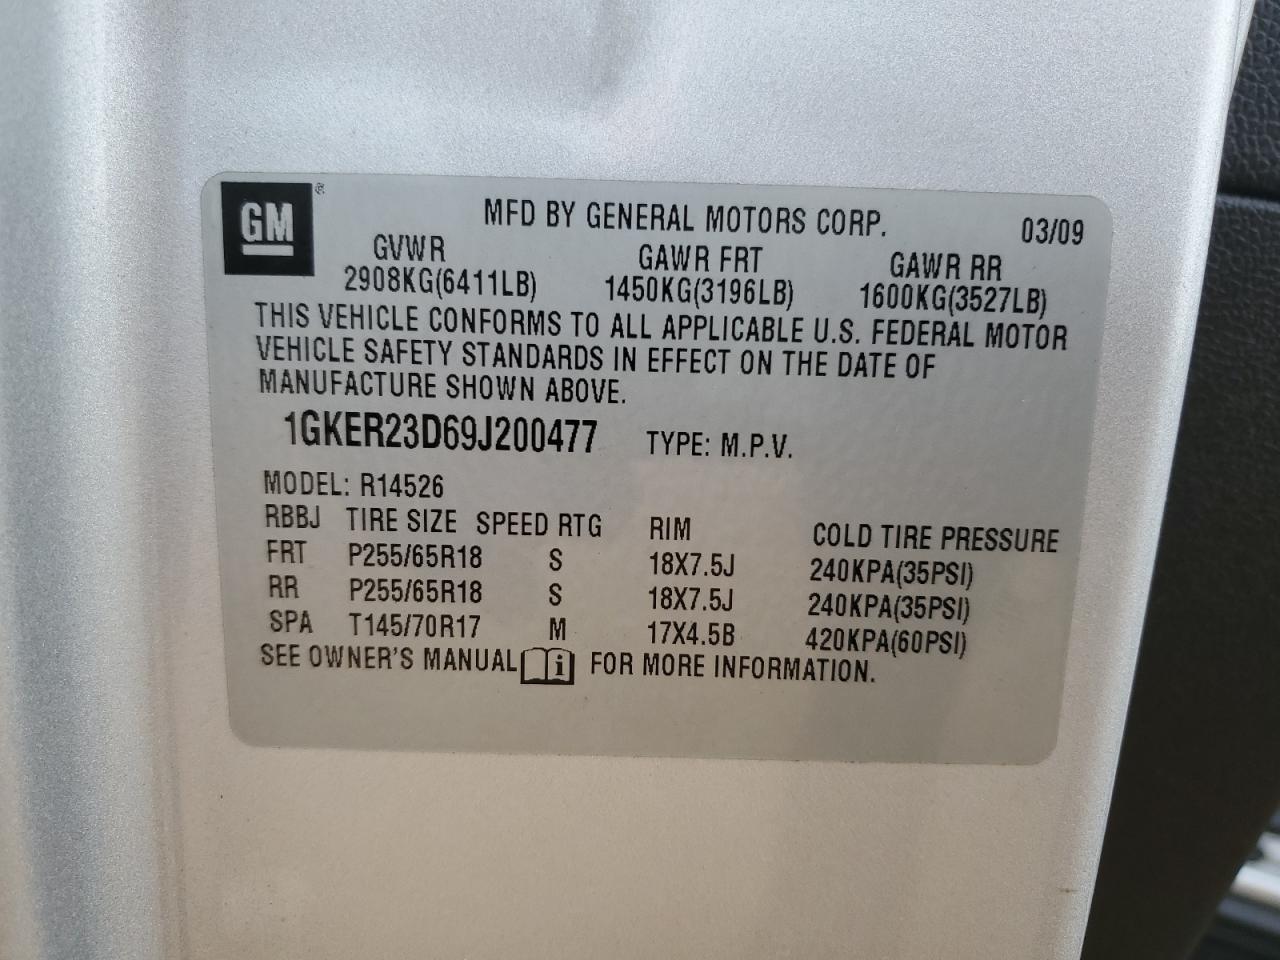 GM ®
MFD BY GENERAL MOTORS CORP. 03/09
GVWR GAWR FRT GAWR RR
2908KG(6411LB) 1450KG(3196LB) 1600KG(3527LB)
THIS VEHICLE CONFORMS TO ALL APPLICABLE U.S. FEDERAL MOTOR
VEHICLE SAFETY STANDARDS IN EFFECT ON THE DATE OF
MANUFACTURE SHOWN ABOVE.
1GKER23D69J200477 TYPE: M.P.V.
MODEL: R14526
RBBJ TIRE SIZE SPEED RTG RIM COLD TIRE PRESSURE
FRT P255/65R18 S 18X7.5J 240KPA(35PSI)
RR P255/65R18 S 18X7.5J 240KPA(35PSI)
SPA T145/70R17 M 17X4.5B 420KPA(60PSI)
SEE OWNER'S MANUAL i FOR MORE INFORMATION.